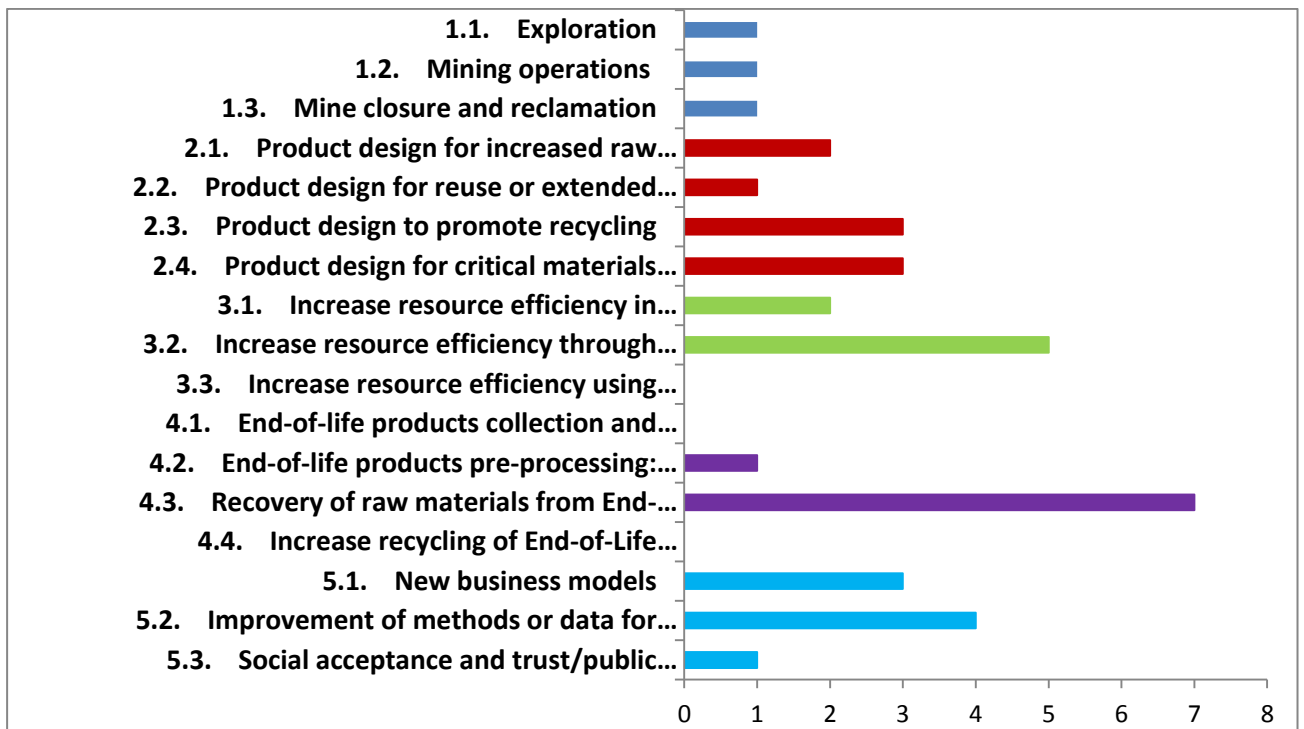 1.1. Exploration
1.2. Mining operations
1.3. Mine closure and reclamation
2.1. Product design for increased raw…
2.2. Product design for reuse or extended…
2.3. Product design to promote recycling
2.4. Product design for critical materials…
3.1. Increase resource efficiency in…
3.2. Increase resource efficiency through…
3.3. Increase resource efficiency using…
4.1. End-of-life products collection and…
4.2. End-of-life products pre-processing:…
4.3. Recovery of raw materials from End-…
4.4. Increase recycling of End-of-Life…
5.1. New business models
5.2. Improvement of methods or data for…
5.3. Social acceptance and trust/public…
0 1 2 3 4 5 6 7 8